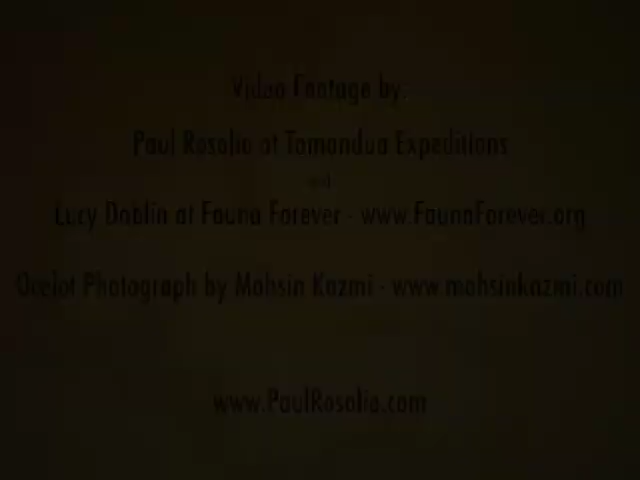 Video Footage by
Paul Rosolie at Tamandua Expeditions
and
Lucy Dablin at Fauna Forever - www.FaunaForever.org
Ocelot Photograph by Mohsin Kazmi - www.mohsinkazmi.com
www.PaulRosolie.com